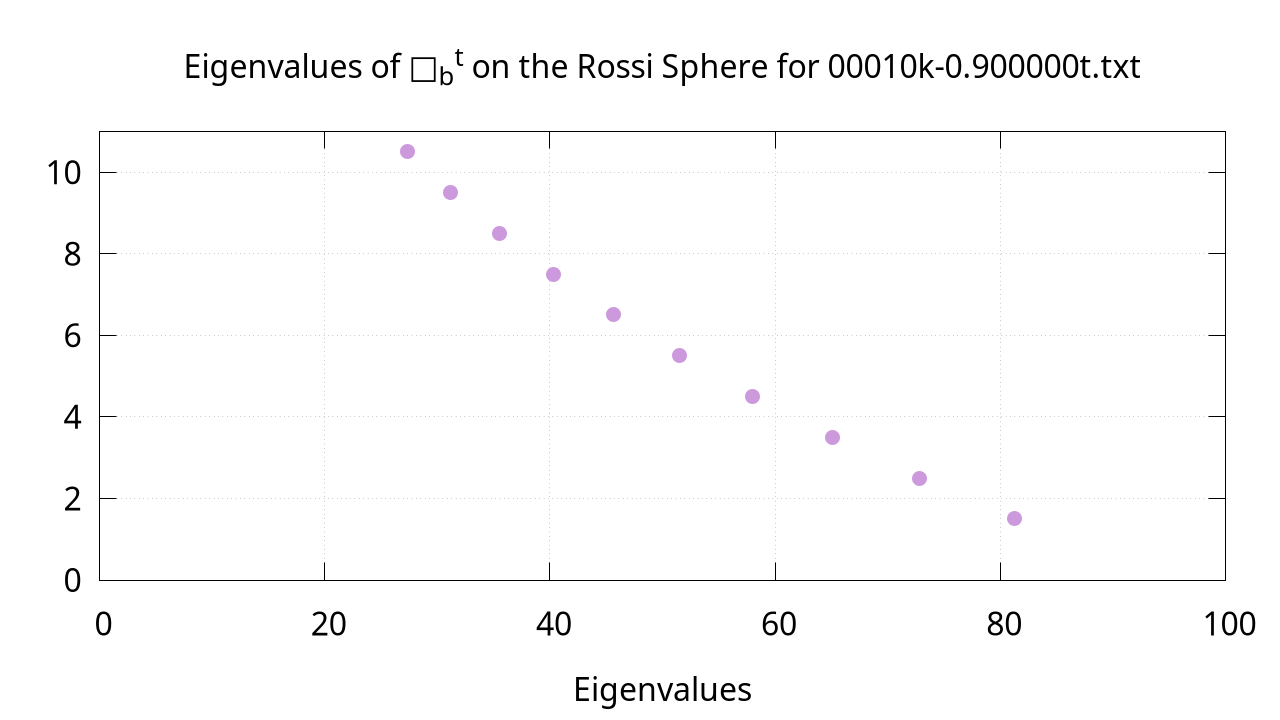 Eigenvalues of □_b^t on the Rossi Sphere for 00010k-0.900000t.txt
10
8
6
4
2
0
0 20 40 60 80 100
Eigenvalues